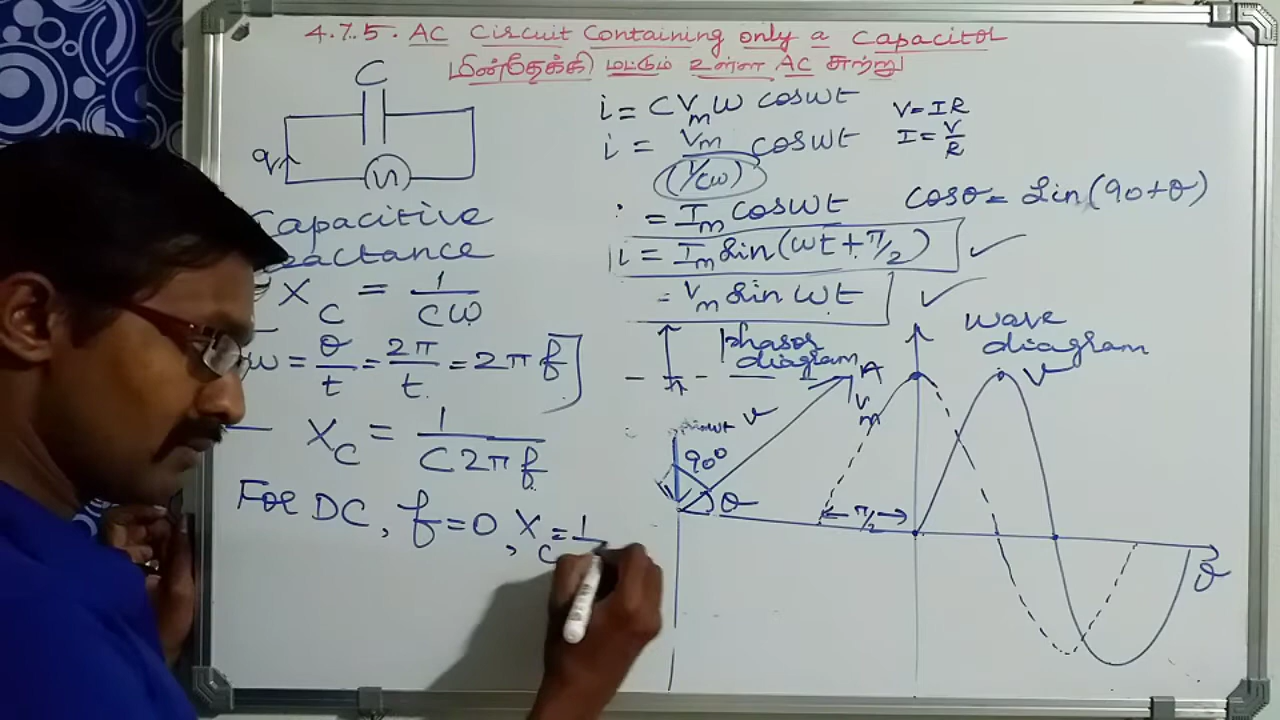 4.7.5. AC Circuit Containing only a Capacitor
மின்தேக்கி மட்டும் உள்ள AC சுற்று
C
q
Capacitive
Reactance
X_C = 1/Cω
ω = θ/t = 2π/t = 2πf
X_C = 1/C2πf
For DC, f=0, X_C = 1
i = CV_mω cosωt
i = V_m/(1/Cω) cosωt
V=IR
I=V/R
i = I_m cosωt
cosθ = Sin(90+θ)
i = I_m Sin(ωt + π/2)
= V_m Sin ωt
phasor
diagram
A
V_m
V
90°
θ
Wave
diagram
V
π/2
θ